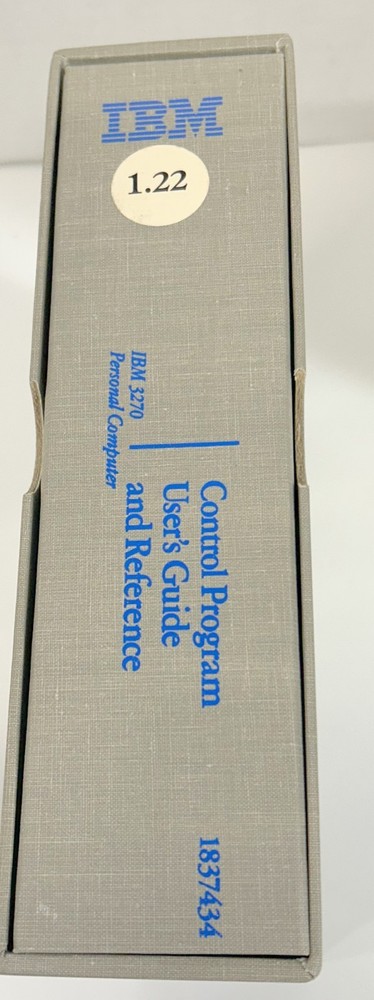 IBM
1.22
IBM 3270
Personal Computer
Control Program
User's Guide
and Reference
1837434